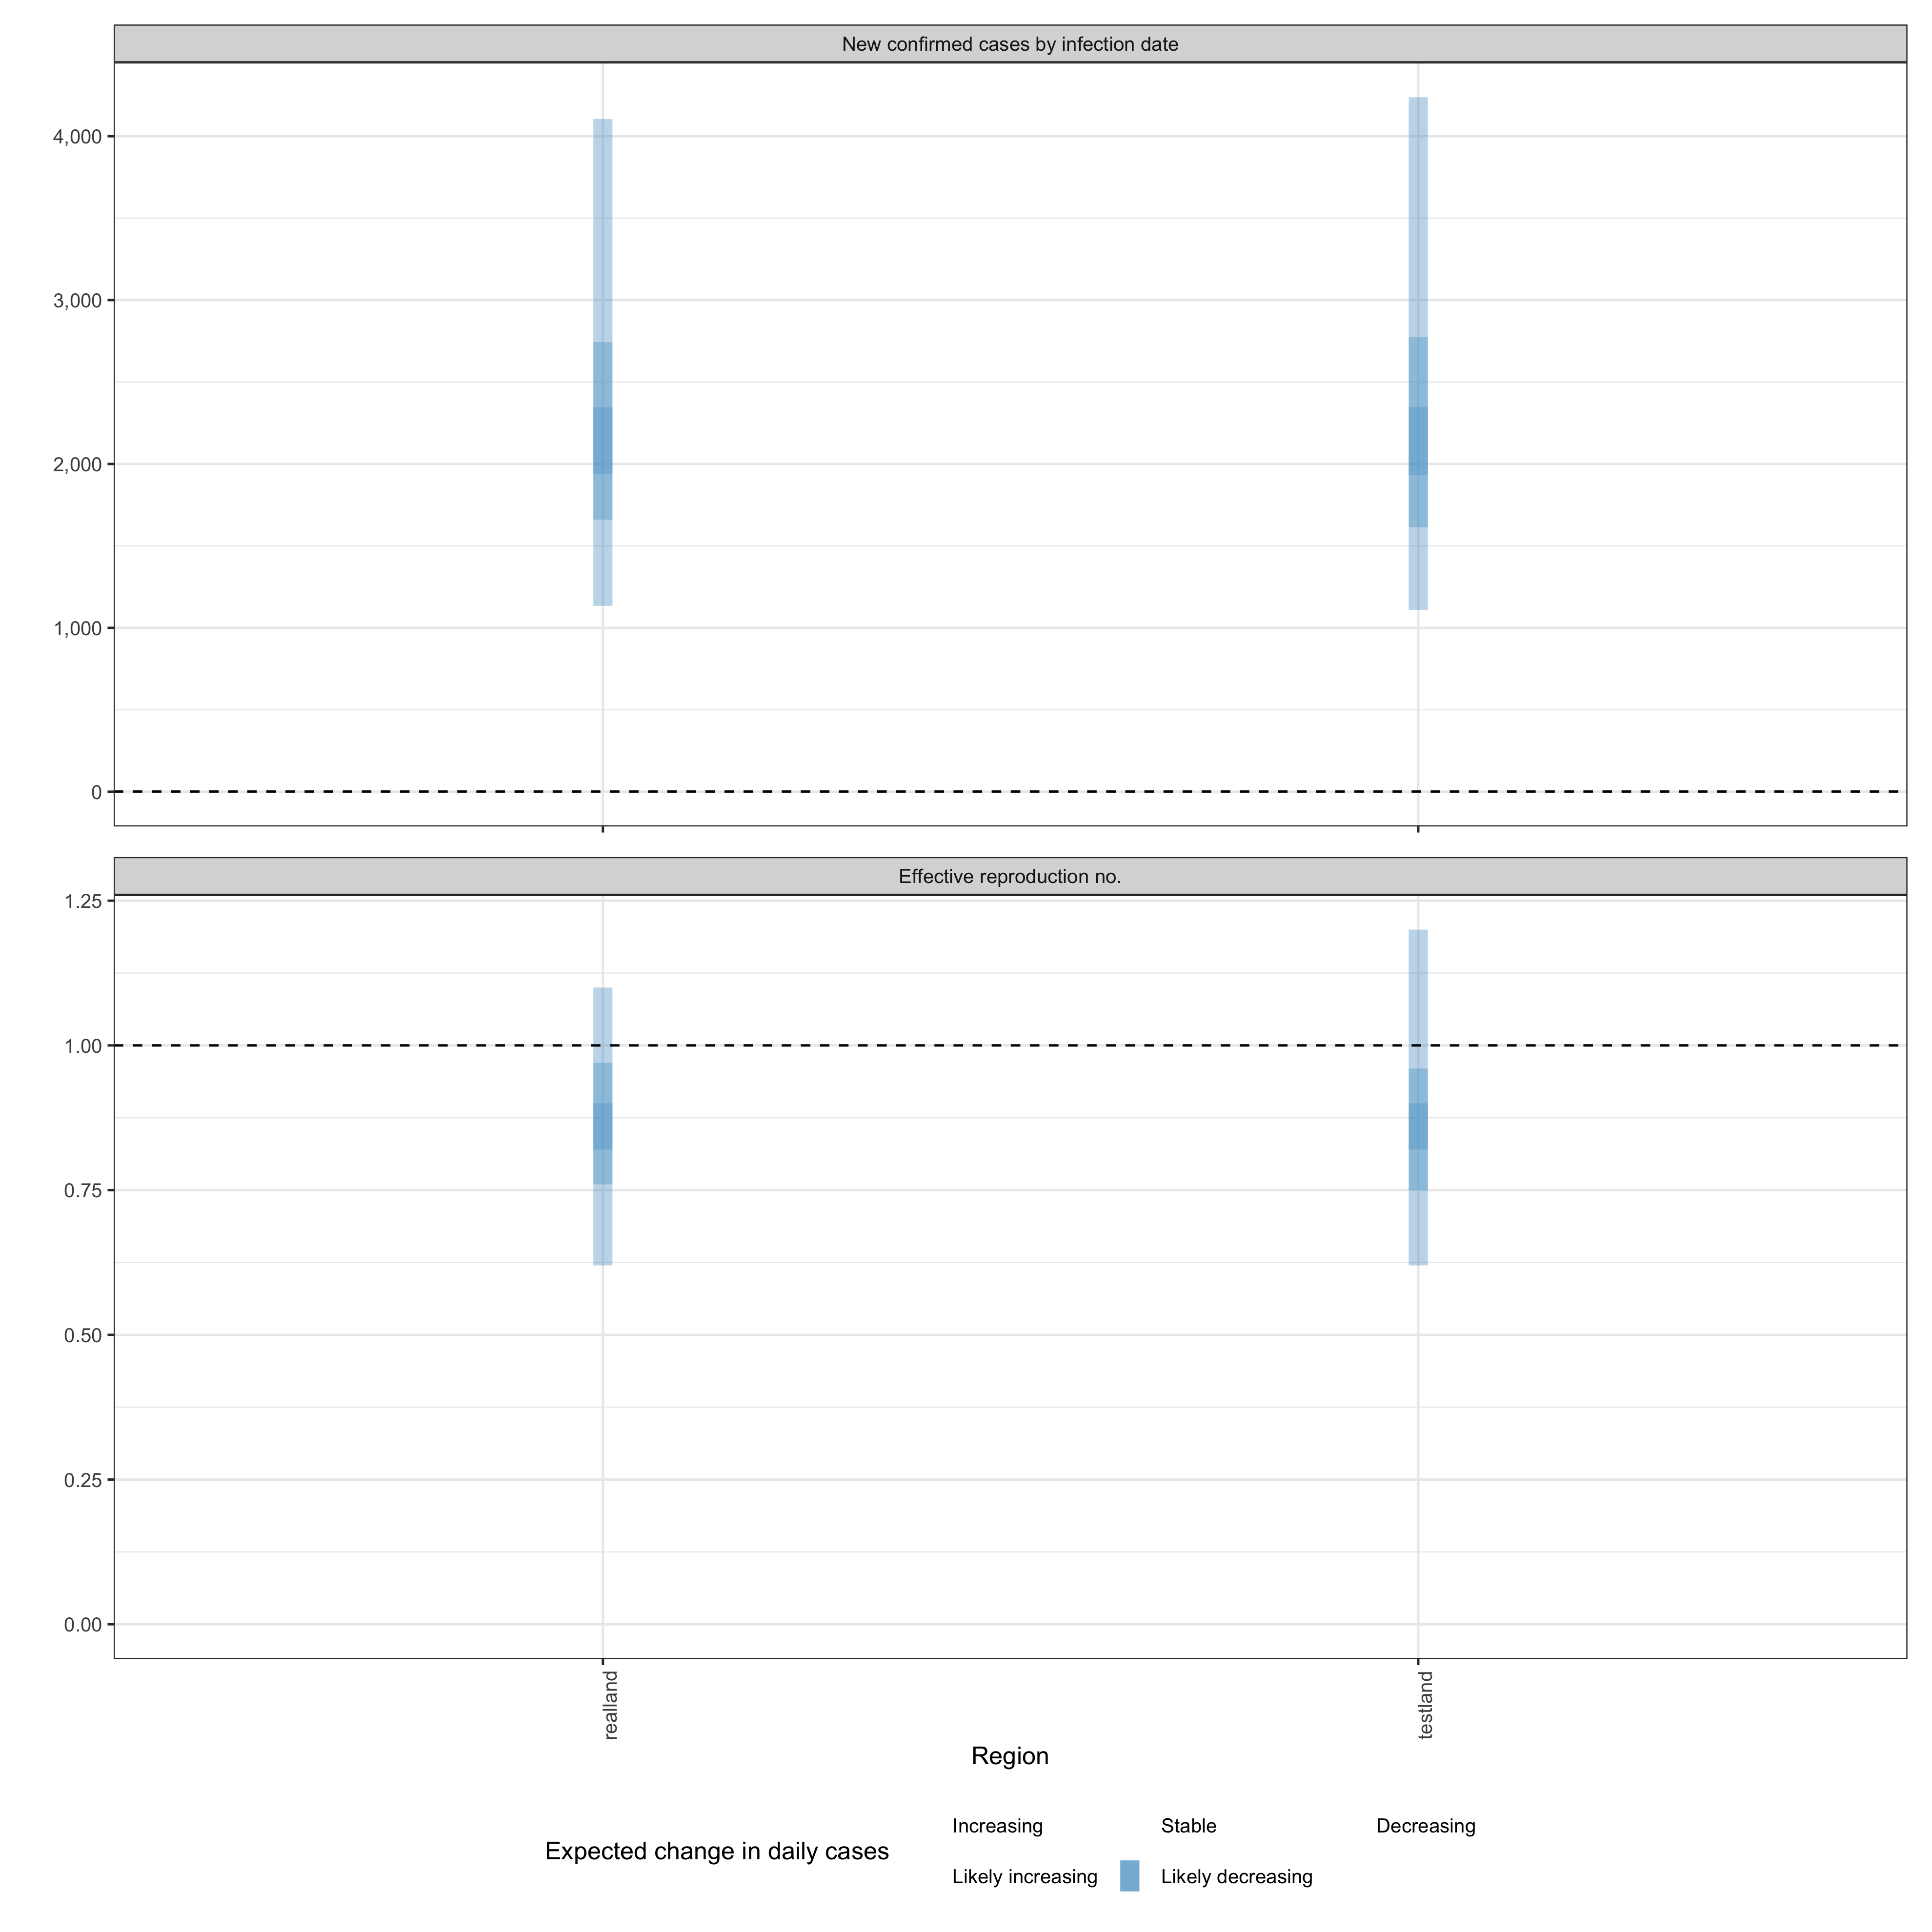 New confirmed cases by infection date
4,000
3,000
2,000
1,000
0
Effective reproduction no.
1.25
1.00
0.75
0.50
0.25
0.00
realland
testland
Region
Expected change in daily cases
Increasing
Stable
Decreasing
Likely increasing
Likely decreasing